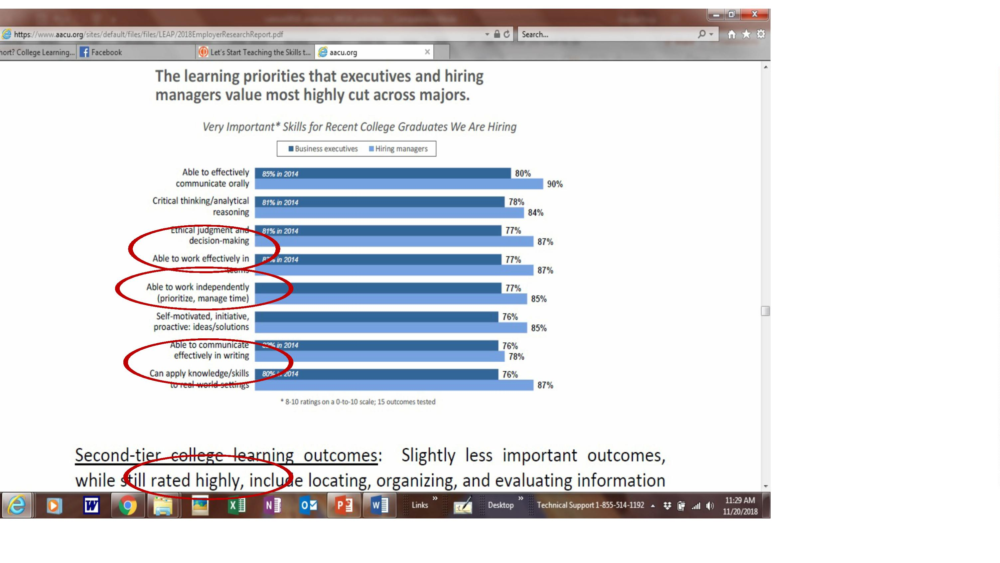 https://www.aacu.org/sites/default/files/files/LEAP/2018EmployerResearchReport.pdf
Search...
hort? College Learning...
Facebook
Let's Start Teaching the Skills t...
aacu.org
The learning priorities that executives and hiring
managers value most highly cut across majors.
Very Important* Skills for Recent College Graduates We Are Hiring
Business executives Hiring managers
Able to effectively
communicate orally
85% in 2014
80%
90%
Critical thinking/analytical
reasoning
81% in 2014
78%
84%
Ethical judgment and
decision-making
81% in 2014
77%
87%
Able to work effectively in
teams
in 2014
77%
87%
Able to work independently
(prioritize, manage time)
77%
85%
Self-motivated, initiative,
proactive: ideas/solutions
76%
85%
Able to communicate
effectively in writing
in 2014
76%
78%
Can apply knowledge/skills
to real-world settings
80% in 2014
76%
87%
* 8-10 ratings on a 0-to-10 scale; 15 outcomes tested
Second-tier college learning outcomes: Slightly less important outcomes,
while still rated highly, include locating, organizing, and evaluating information
Links
Desktop
Technical Support 1-855-514-1192
11:29 AM
11/20/2018